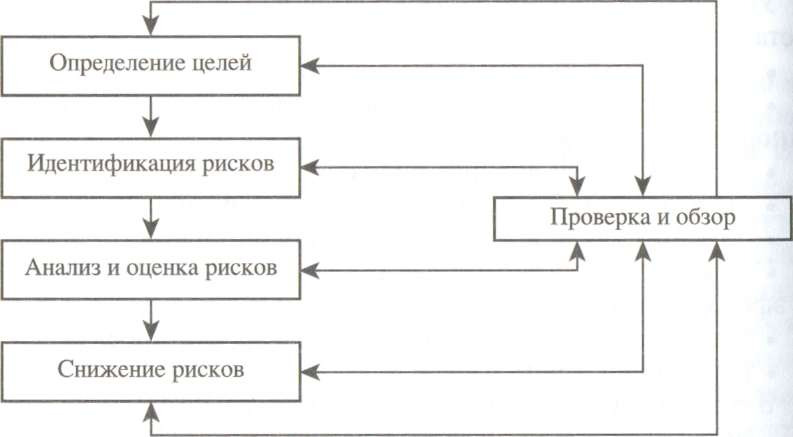 Определение целей
Идентификация рисков
Проверка и обзор
Анализ и оценка рисков
Снижение рисков